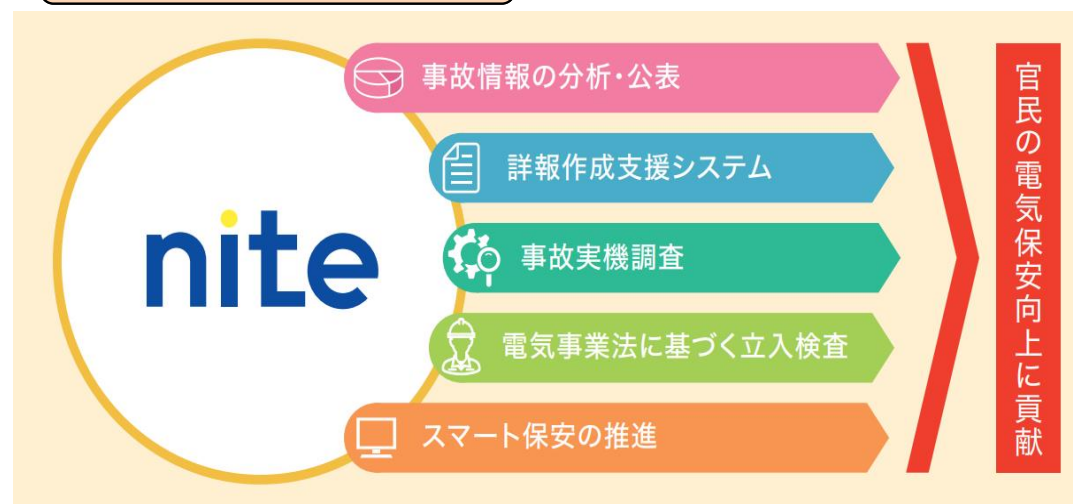 nite
事故情報の分析・公表
詳報作成支援システム
事故実機調査
電気事業法に基づく立入検査
スマート保安の推進
官民の電気保安向上に貢献